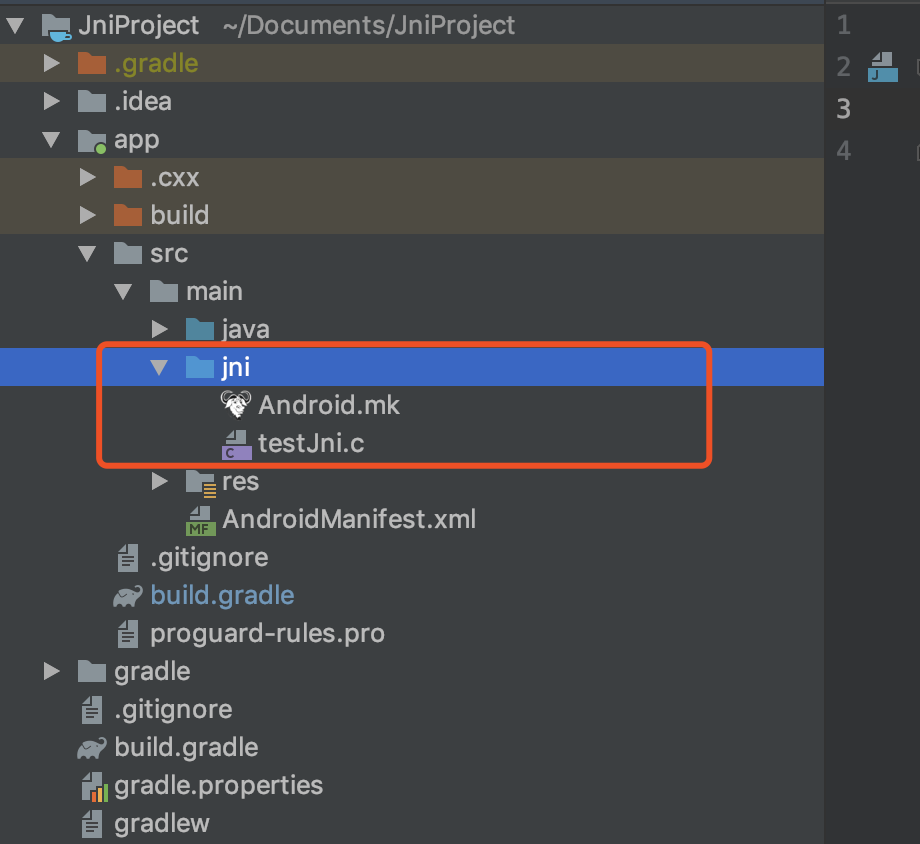 JniProject ~/Documents/JniProject
.gradle
.idea
app
.cxx
build
src
main
java
jni
Android.mk
testJni.c
res
AndroidManifest.xml
.gitignore
build.gradle
proguard-rules.pro
gradle
.gitignore
build.gradle
gradle.properties
gradlew
1
2
3
4